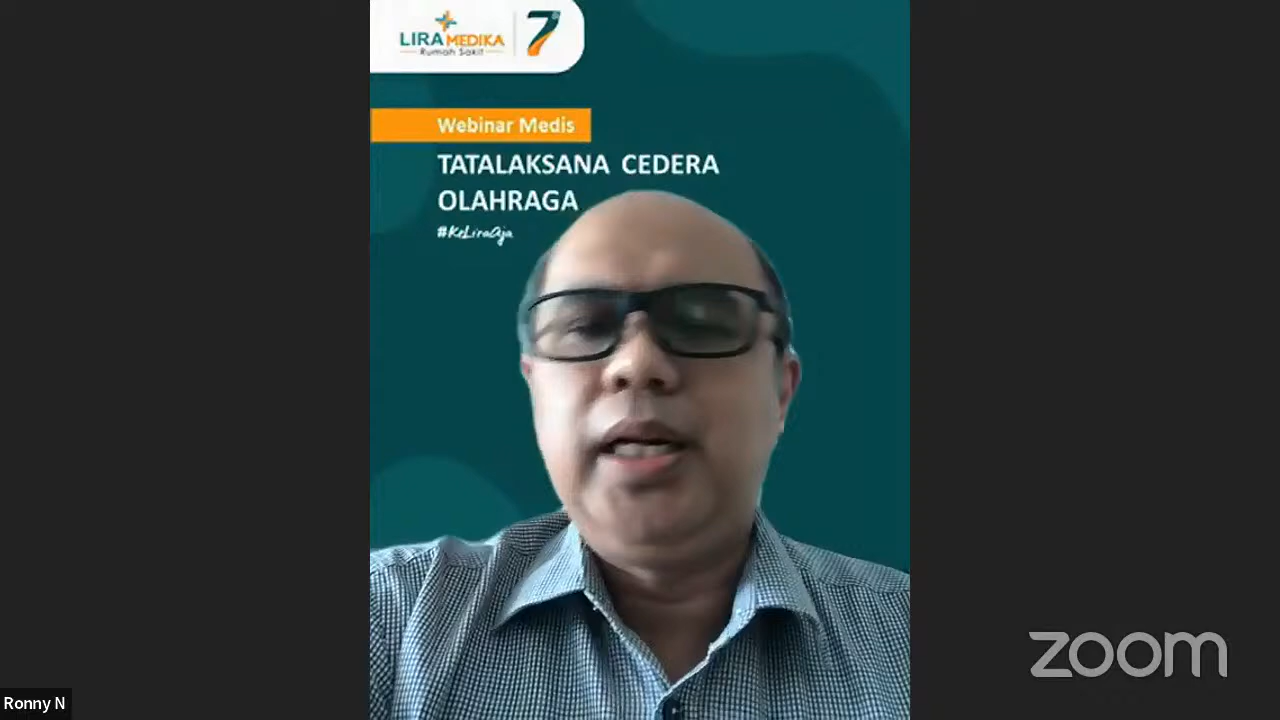 LIRA MEDIKA
Rumah Sakit
7
Webinar Medis
TATALAKSANA CEDERA
OLAHRAGA
#KeLiraAja
zoom
Ronny N